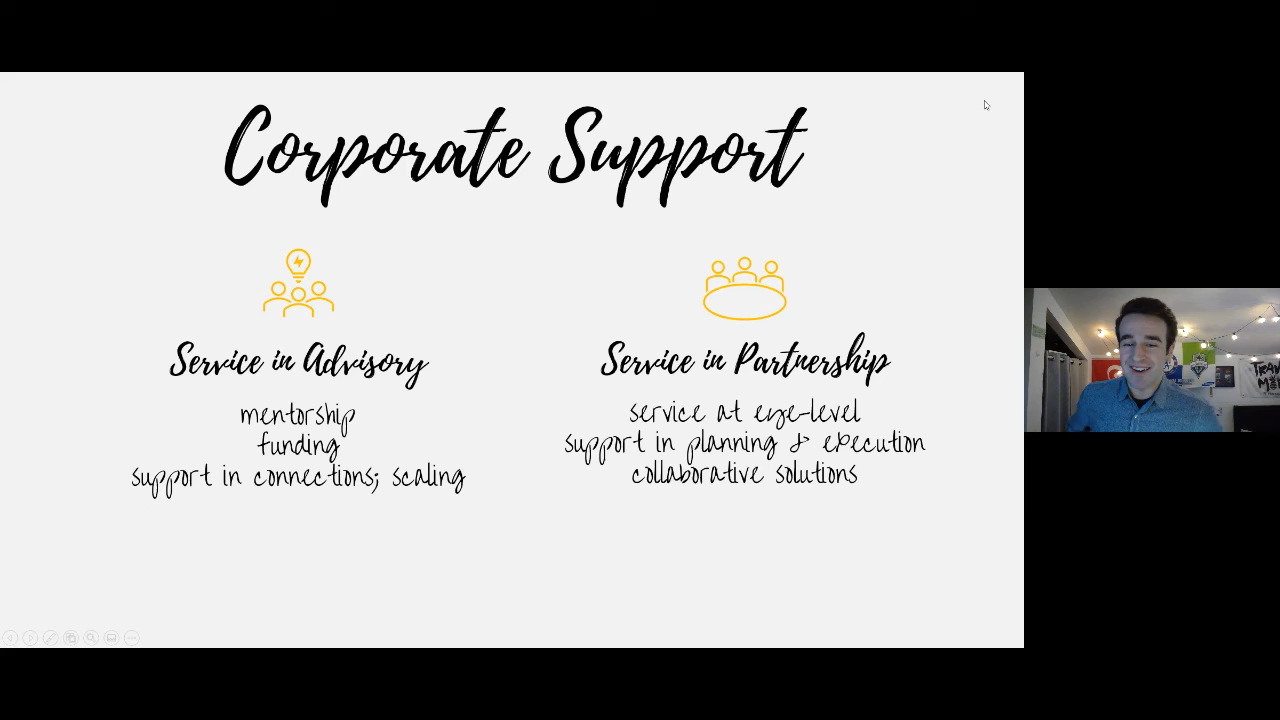 Corporate Support
Service in Advisory
mentorship
funding
support in connections; scaling
Service in Partnership
service at eye-level
support in planning & execution
collaborative solutions